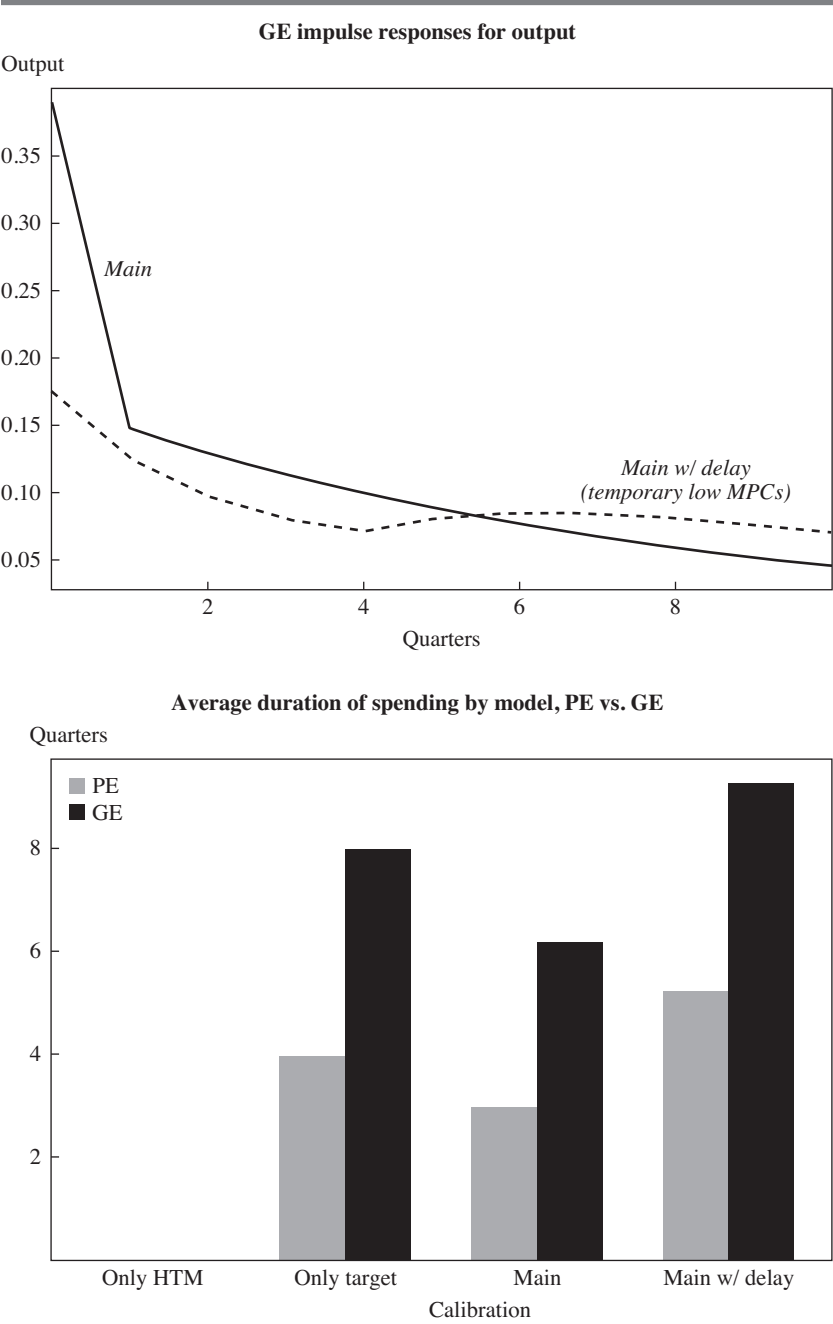 GE impulse responses for output
Output
0.35
0.30
0.25
0.20
0.15
0.10
0.05
Main
Main w/ delay
(temporary low MPCs)
2 4 6 8
Quarters
Average duration of spending by model, PE vs. GE
Quarters
PE
GE
8
6
4
2
Only HTM Only target Main Main w/ delay
Calibration